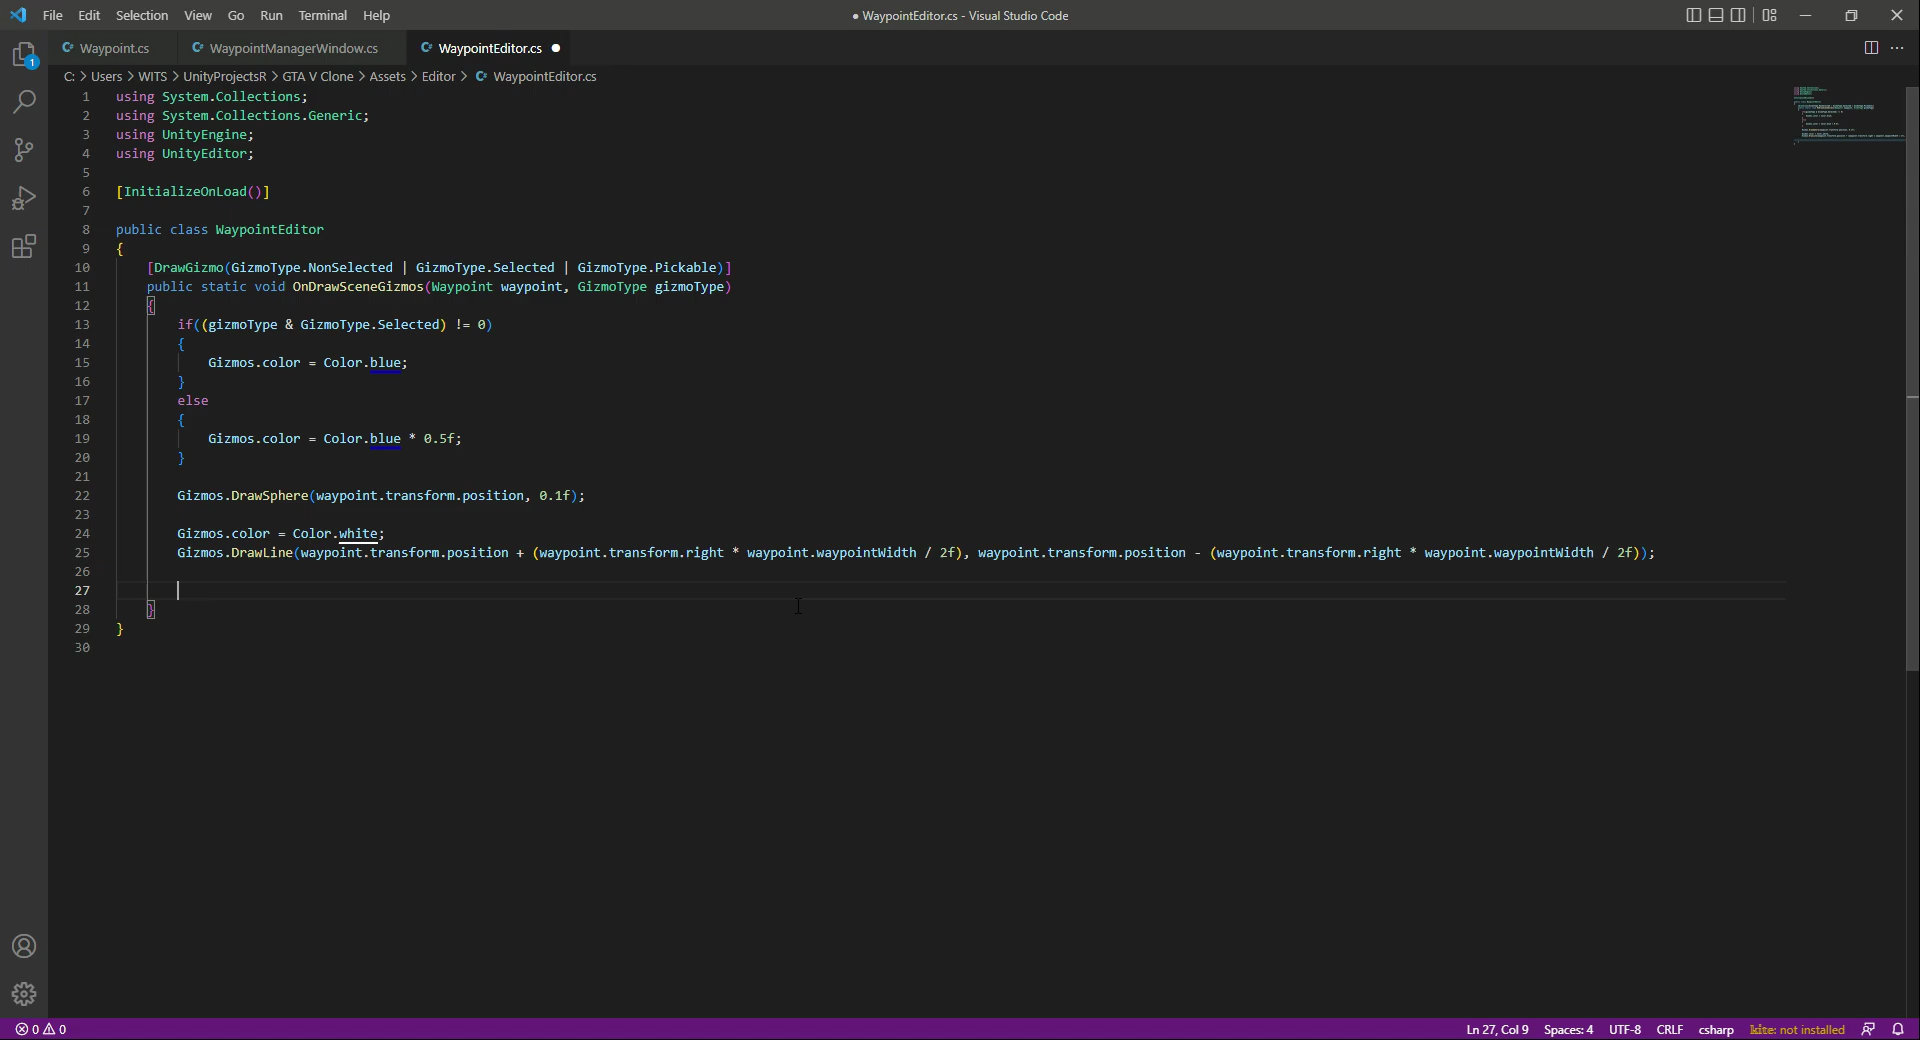 File Edit Selection View Go Run Terminal Help
● WaypointEditor.cs - Visual Studio Code
Waypoint.cs
WaypointManagerWindow.cs
WaypointEditor.cs ●
1
C: > Users > WITS > UnityProjectsR > GTA V Clone > Assets > Editor > WaypointEditor.cs
1 using System.Collections;
2 using System.Collections.Generic;
3 using UnityEngine;
4 using UnityEditor;
5
6 [InitializeOnLoad()]
7
8 public class WaypointEditor
9 {
10 [DrawGizmo(GizmoType.NonSelected | GizmoType.Selected | GizmoType.Pickable)]
11 public static void OnDrawSceneGizmos(Waypoint waypoint, GizmoType gizmoType)
12 {
13 if((gizmoType & GizmoType.Selected) != 0)
14 {
15 Gizmos.color = Color.blue;
16 }
17 else
18 {
19 Gizmos.color = Color.blue * 0.5f;
20 }
21
22 Gizmos.DrawSphere(waypoint.transform.position, 0.1f);
23
24 Gizmos.color = Color.white;
25 Gizmos.DrawLine(waypoint.transform.position + (waypoint.transform.right * waypoint.waypointWidth / 2f), waypoint.transform.position - (waypoint.transform.right * waypoint.waypointWidth / 2f));
26
27
28 }
29 }
30
0 0
Ln 27, Col 9 Spaces: 4 UTF-8 CRLF csharp kite: not installed